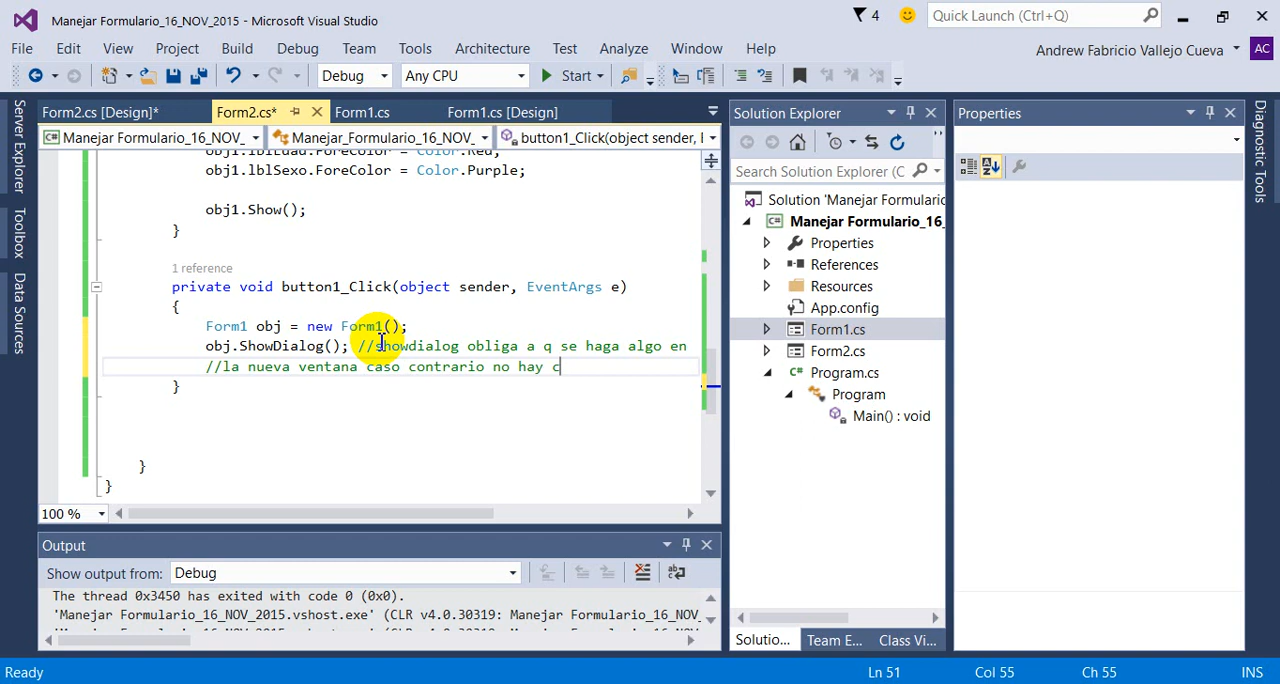 Manejar Formulario_16_NOV_2015 - Microsoft Visual Studio
4
Quick Launch (Ctrl+Q)
File Edit View Project Build Debug Team Tools Architecture Test Analyze Window Help
Andrew Fabricio Vallejo Cueva
AC
Debug
Any CPU
Start
Server Explorer
Toolbox
Data Sources
Form2.cs [Design]*
Form2.cs*
Form1.cs
Form1.cs [Design]
Manejar Formulario_16_NOV_
Manejar_Formulario_16_NOV_
button1_Click(object sender,
obj1.lblSexo.ForeColor = Color.Purple;
obj1.Show();
}
1 reference
private void button1_Click(object sender, EventArgs e)
{
Form1 obj = new Form1();
obj.ShowDialog(); //showdialog obliga a q se haga algo en
//la nueva ventana caso contrario no hay c
}
}
}
100 %
Output
Show output from: Debug
The thread 0x3450 has exited with code 0 (0x0).
'Manejar Formulario_16_NOV_2015.vshost.exe' (CLR v4.0.30319: Manejar Formulario_16_NOV_
Solution Explorer
Search Solution Explorer (C
Solution 'Manejar Formulario
Manejar Formulario_16_
Properties
References
Resources
App.config
Form1.cs
Form2.cs
Program.cs
Program
Main() : void
Solutio...
Team E...
Class Vi...
Properties
Diagnostic Tools
Ready
Ln 51
Col 55
Ch 55
INS